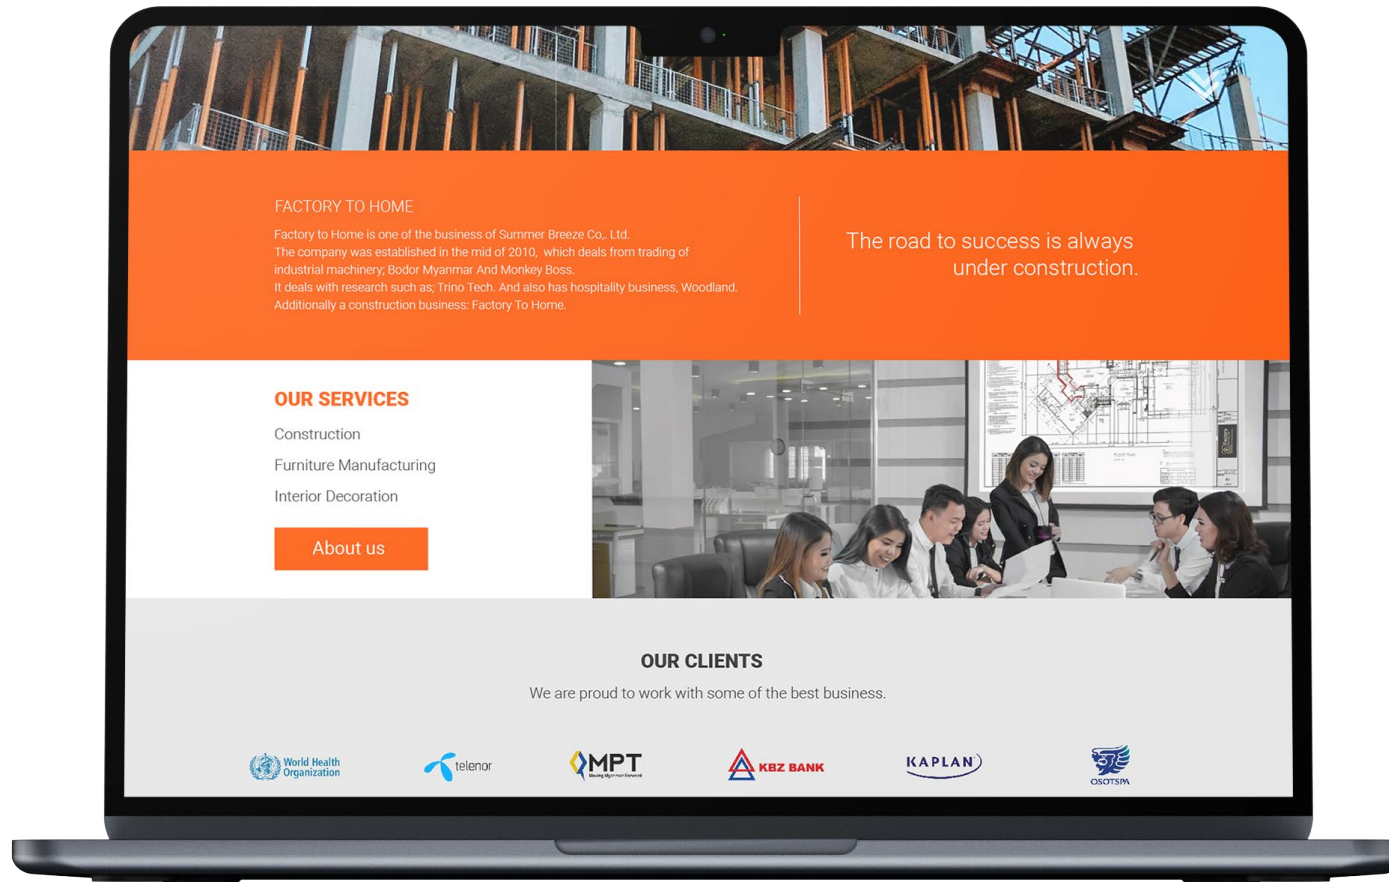 FACTORY TO HOME
Factory to Home is one of the business of Summer Breeze Co,. Ltd.
The company was established in the mid of 2010, which deals from trading of
industrial machinery; Bodor Myanmar And Monkey Boss.
It deals with research such as; Trino Tech. And also has hospitality business, Woodland.
Additionally a construction business: Factory To Home.
The road to success is always
under construction.
OUR SERVICES
Construction
Furniture Manufacturing
Interior Decoration
About us
FLOOR PLAN
OUR CLIENTS
We are proud to work with some of the best business.
World Health
Organization
telenor
MPT
Moving Myanmar Forward
KBZ BANK
KAPLAN
OSOTSPA